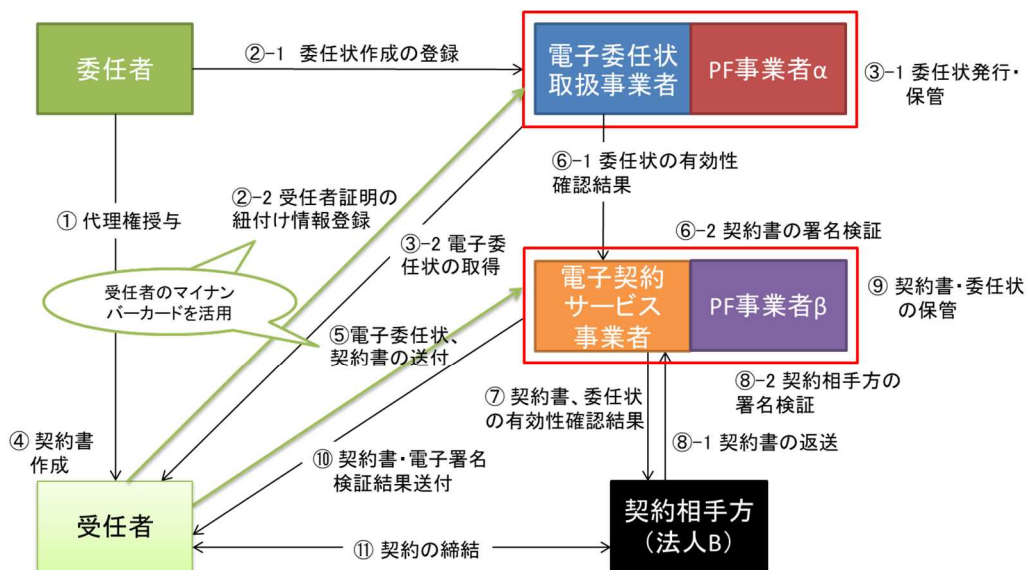 委任者
②-1 委任状作成の登録
電子委任状
取扱事業者
PF事業者α
③-1 委任状発行・
保管
⑥-1 委任状の有効性
確認結果
②-2 受任者証明の
紐付け情報登録
① 代理権授与
③-2 電子委
任状の取得
⑥-2 契約書の署名検証
受任者のマイナン
バーカードを活用
電子契約
サービス
事業者
PF事業者β
⑨ 契約書・委任状
の保管
⑤電子委任状、
契約書の送付
⑧-2 契約相手方の
署名検証
⑦ 契約書、委任状
の有効性確認結果
⑧-1 契約書の返送
④ 契約書
作成
⑩ 契約書・電子署名
検証結果送付
受任者
契約相手方
（法人B）
⑪ 契約の締結